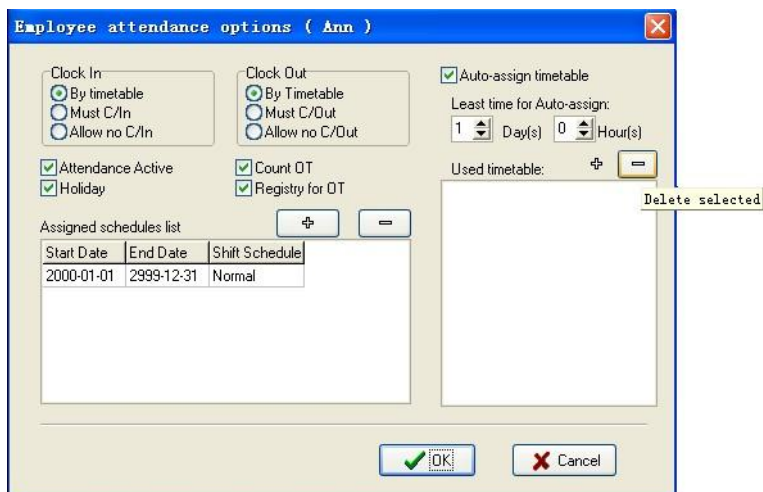 Employee attendance options ( Ann )
Clock In
By timetable
Must C/In
Allow no C/In
Clock Out
By Timetable
Must C/Out
Allow no C/Out
Attendance Active
Holiday
Count OT
Registry for OT
Assigned schedules list
Start Date End Date Shift Schedule
2000-01-01 2999-12-31 Normal
Auto-assign timetable
Least time for Auto-assign:
1 Day(s) 0 Hour(s)
Used timetable:
Delete selected
OK Cancel